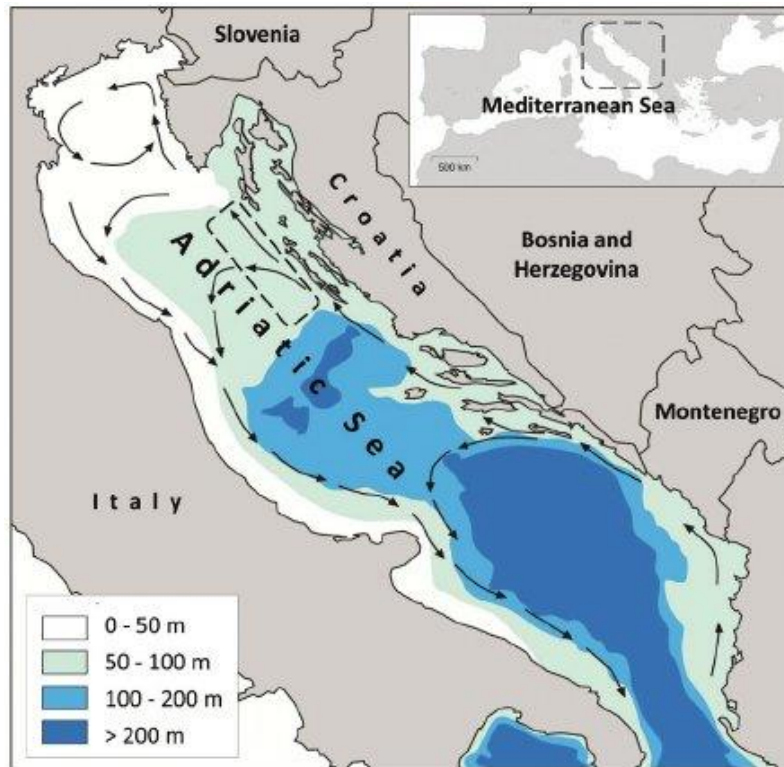 Slovenia
Mediterranean Sea
500 km
Croatia
Bosnia and
Herzegovina
Adriatic Sea
Montenegro
Italy
0 - 50 m
50 - 100 m
100 - 200 m
> 200 m